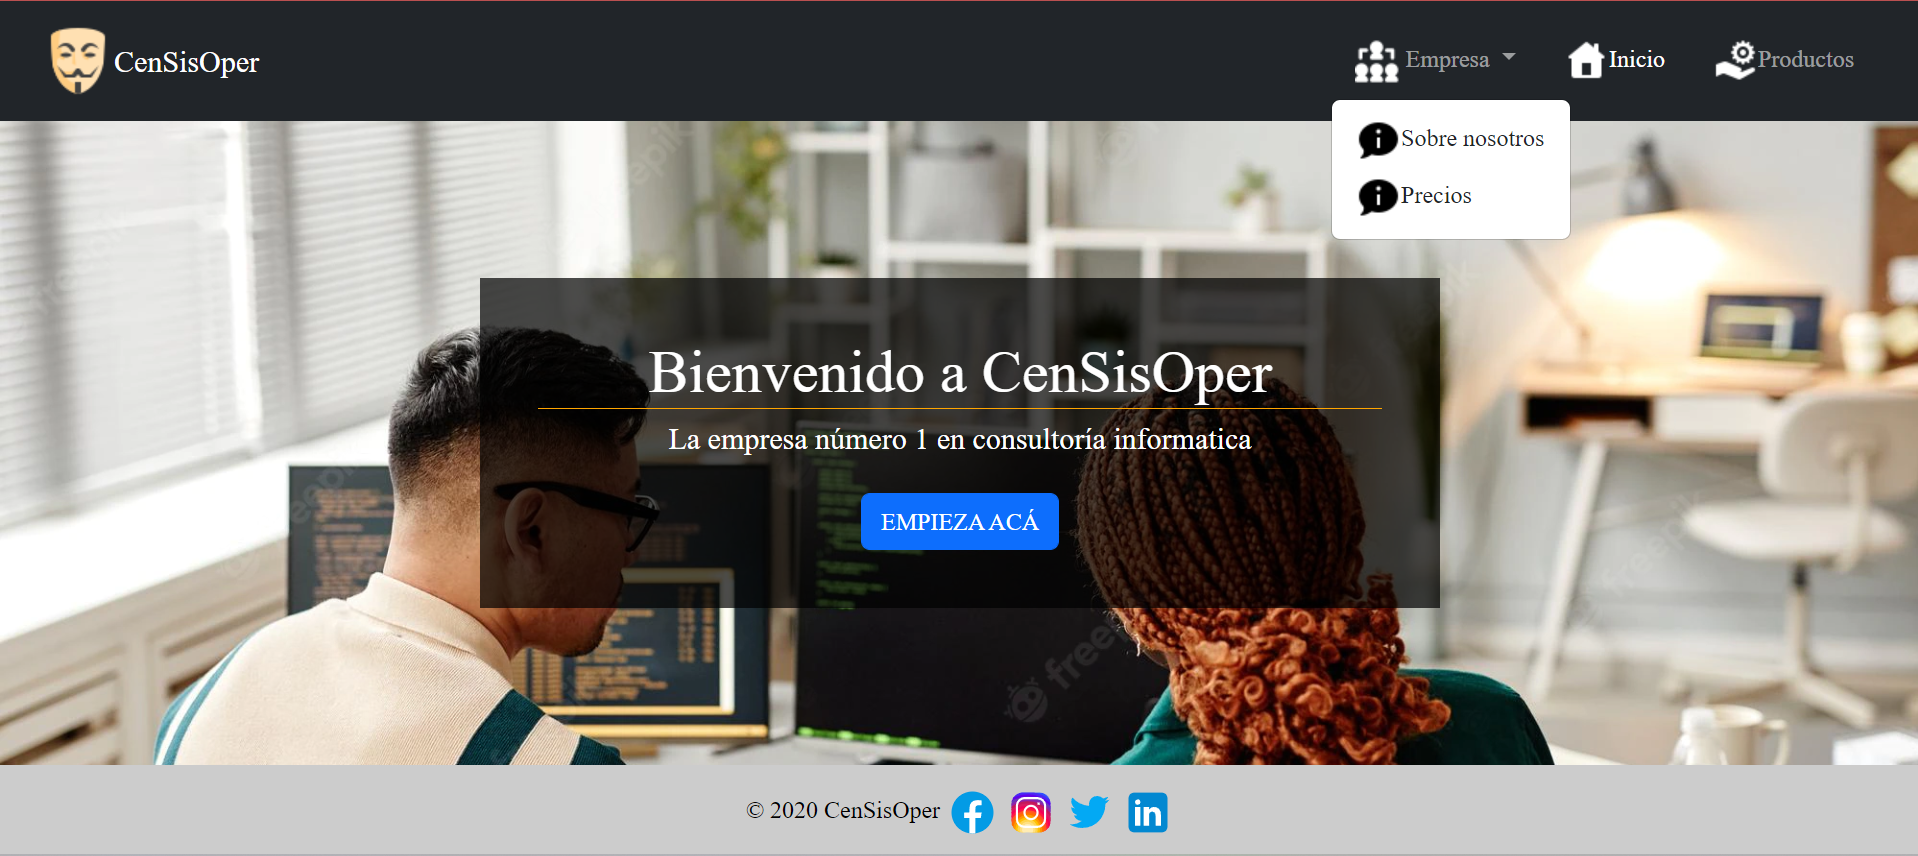 CenSisOper
Empresa
Inicio
Productos
Sobre nosotros
Precios
Bienvenido a CenSisOper
La empresa número 1 en consultoría informatica
EMPIEZA ACÁ
freepik
© 2020 CenSisOper